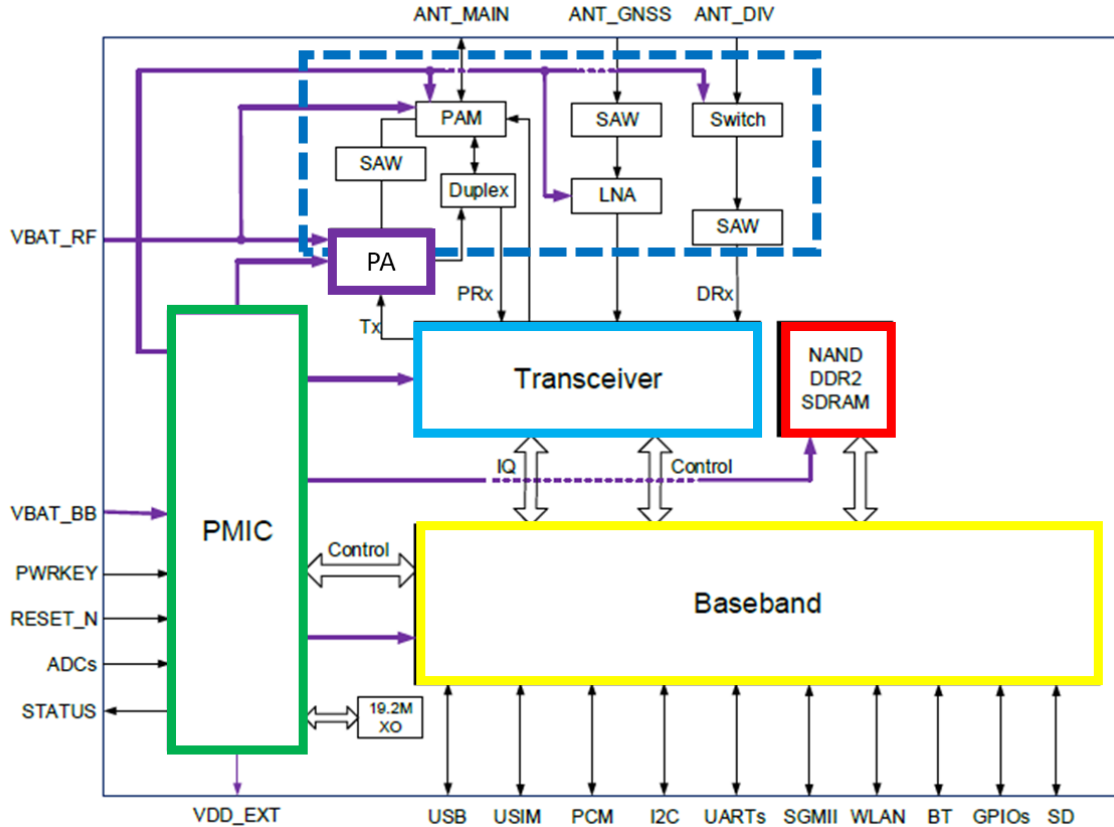 ANT_MAIN ANT_GNSS ANT_DIV
PAM
SAW
Switch
SAW
Duplex
LNA
SAW
VBAT_RF
PA
PRx
DRx
Tx
Transceiver
NAND
DDR2
SDRAM
IQ
Control
VBAT_BB
PMIC
Control
PWRKEY
Baseband
RESET_N
ADCs
STATUS
19.2M
XO
VDD_EXT
USB USIM PCM I2C UARTs SGMII WLAN BT GPIOs SD